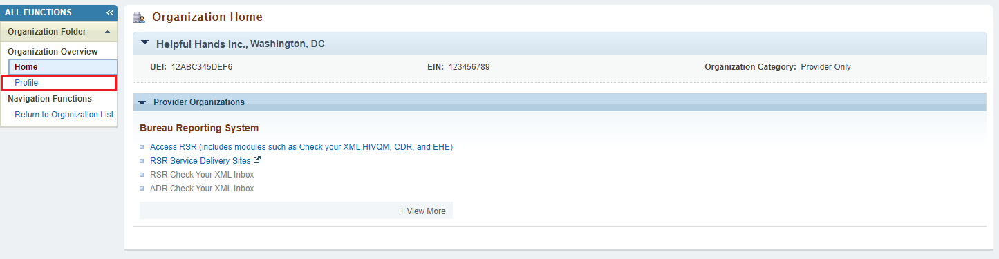 ALL FUNCTIONS «
Organization Folder
Organization Overview
Home
Profile
Navigation Functions
Return to Organization List
Organization Home
Helpful Hands Inc., Washington, DC
UEI: 12ABC345DEF6 EIN: 123456789 Organization Category: Provider Only
Provider Organizations
Bureau Reporting System
Access RSR (includes modules such as Check your XML HIVQM, CDR, and EHE)
RSR Service Delivery Sites
RSR Check Your XML Inbox
ADR Check Your XML Inbox
+ View More